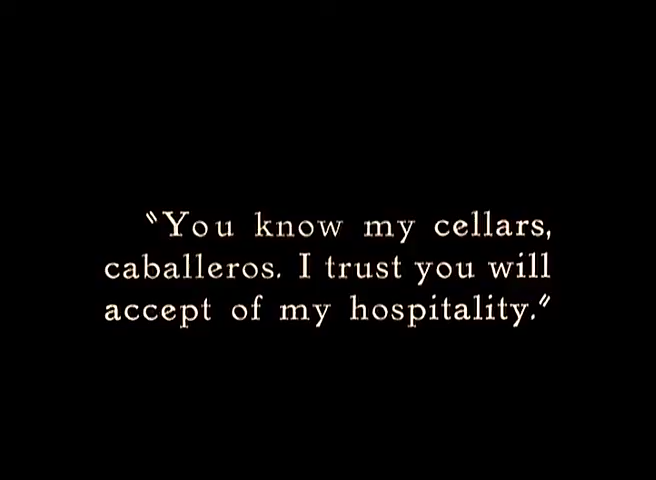 "You know my cellars,
caballeros. I trust you will
accept of my hospitality."